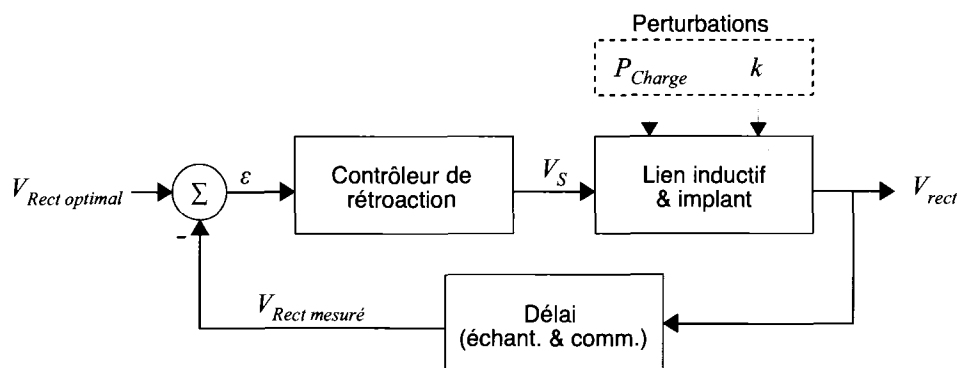 Perturbations
P_Charge k
V_Rect optimal
Σ
ε
Contrôleur de
rétroaction
V_S
Lien inductif
& implant
V_rect
-
V_Rect mesuré
Délai
(échant. & comm.)